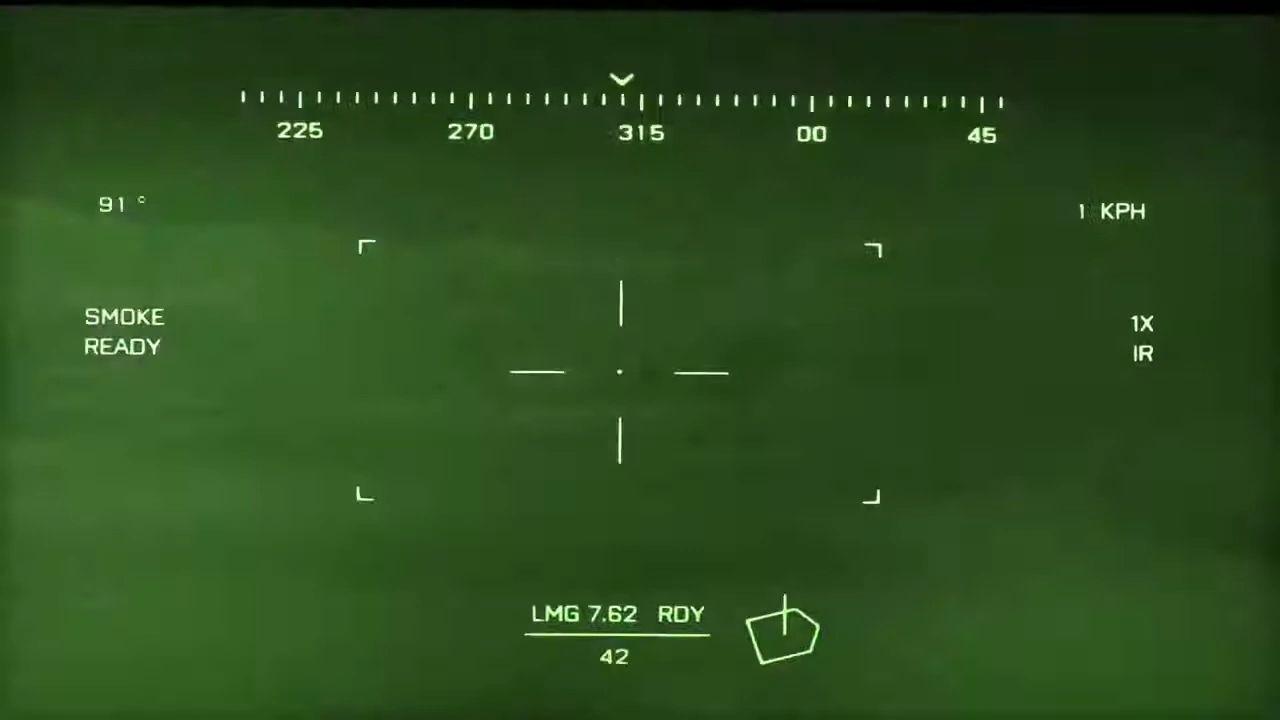 225 270 315 00 45
91 °
1 KPH
SMOKE
READY
1X
IR
LMG 7.62 RDY
42